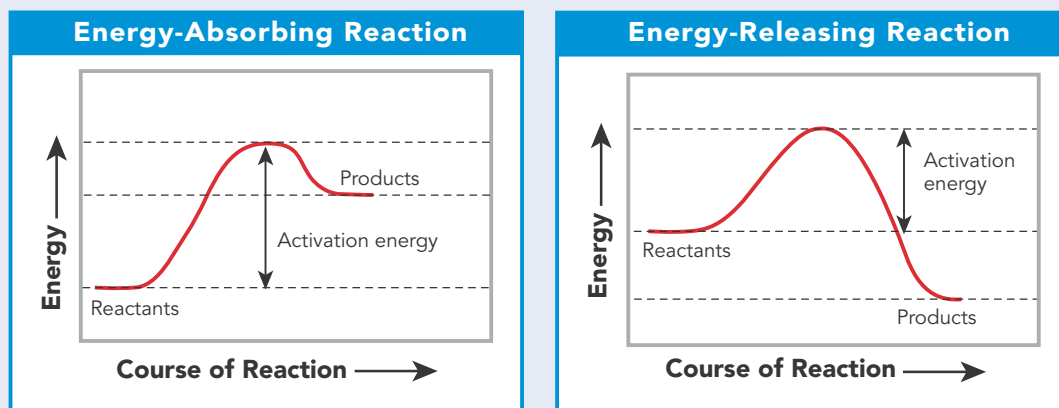 Energy-Absorbing Reaction
Energy
Products
Activation energy
Reactants
Course of Reaction
Energy-Releasing Reaction
Energy
Activation
energy
Reactants
Products
Course of Reaction